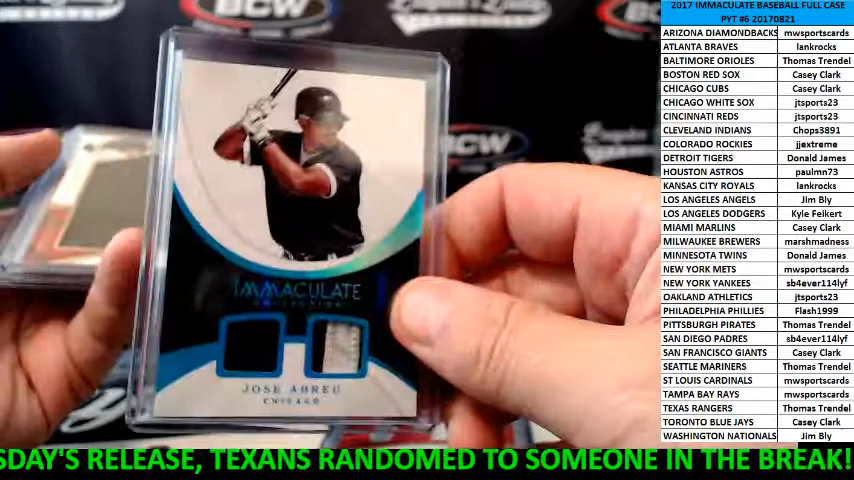 BCW
BCW
BCW
IMMACULATE
COLLECTION
JOSE ABREU
CHICAGO
2017 IMMACULATE BASEBALL FULL CASE
PYT #6 20170821
ARIZONA DIAMONDBACKS mwsportscards
ATLANTA BRAVES lankrocks
BALTIMORE ORIOLES Thomas Trendel
BOSTON RED SOX Casey Clark
CHICAGO CUBS Casey Clark
CHICAGO WHITE SOX jtsports23
CINCINNATI REDS jtsports23
CLEVELAND INDIANS Chops3891
COLORADO ROCKIES jjextreme
DETROIT TIGERS Donald James
HOUSTON ASTROS paulmn73
KANSAS CITY ROYALS lankrocks
LOS ANGELES ANGELS Jim Bly
LOS ANGELES DODGERS Kyle Feikert
MIAMI MARLINS Casey Clark
MILWAUKEE BREWERS marshmadness
MINNESOTA TWINS Donald James
NEW YORK METS mwsportscards
NEW YORK YANKEES sb4ever114lyf
OAKLAND ATHLETICS jtsports23
PHILADELPHIA PHILLIES Flash1999
PITTSBURGH PIRATES Thomas Trendel
SAN DIEGO PADRES sb4ever114lyf
SAN FRANCISCO GIANTS Casey Clark
SEATTLE MARINERS Thomas Trendel
ST LOUIS CARDINALS mwsportscards
TAMPA BAY RAYS mwsportscards
TEXAS RANGERS Thomas Trendel
TORONTO BLUE JAYS Casey Clark
WASHINGTON NATIONALS Jim Bly
SDAY'S RELEASE, TEXANS RANDOMED TO SOMEONE IN THE BREAK!